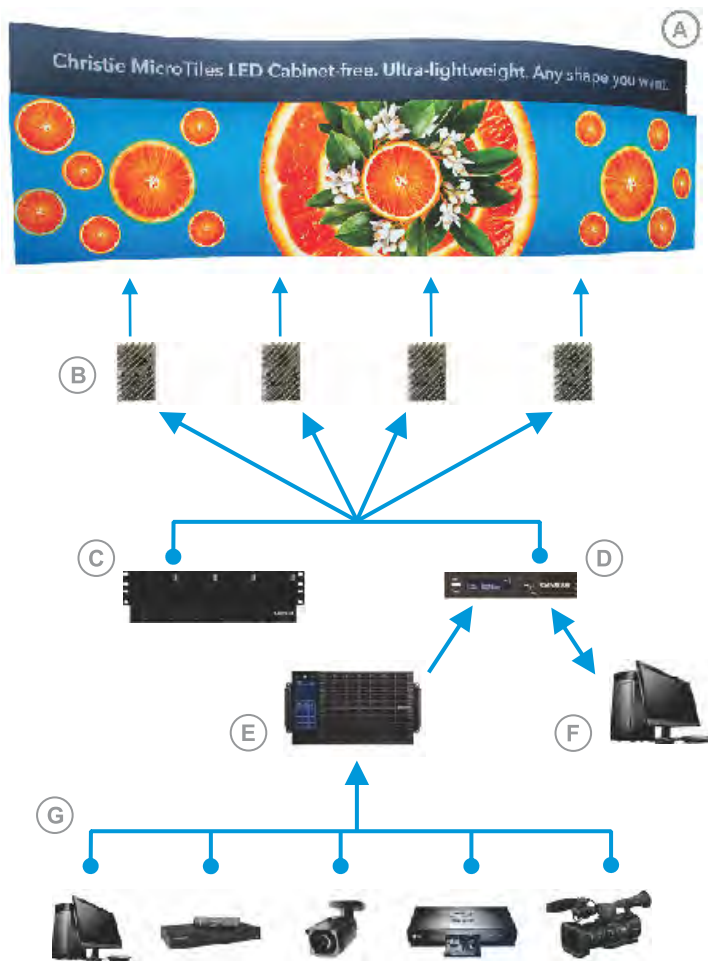 A
Christie MicroTiles LED Cabinet-free. Ultra-lightweight. Any shape you want.
B
C
D
E
F
G